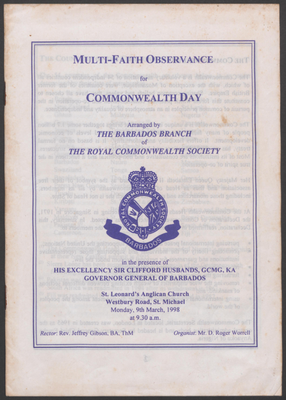 MULTI-FAITH OBSERVANCE
for
COMMONWEALTH DAY
Arranged by
THE BARBADOS BRANCH
of
THE ROYAL COMMONWEALTH SOCIETY
ROYAL COMMONWEALTH SOCIETY
BARBADOS
in the presence of
HIS EXCELLENCY SIR CLIFFORD HUSBANDS, GCMG, KA
GOVERNOR GENERAL OF BARBADOS
St. Leonard's Anglican Church
Westbury Road, St. Michael
Monday, 9th March, 1998
at 9.30 a.m.
Rector: Rev. Jeffrey Gibson, BA, ThM
Organist: Mr. D. Roger Worrell